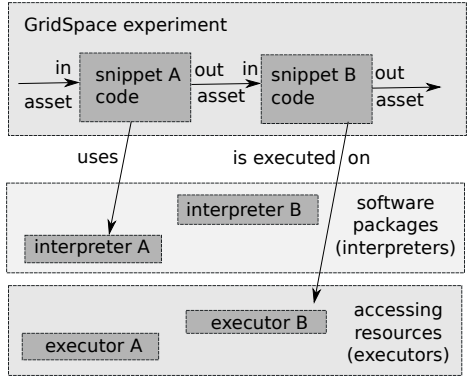 GridSpace experiment
in
snippet A
code
out
in
snippet B
code
out
asset
asset
asset
uses
is executed on
interpreter B
software
packages
(interpreters)
interpreter A
executor B
accessing
resources
(executors)
executor A